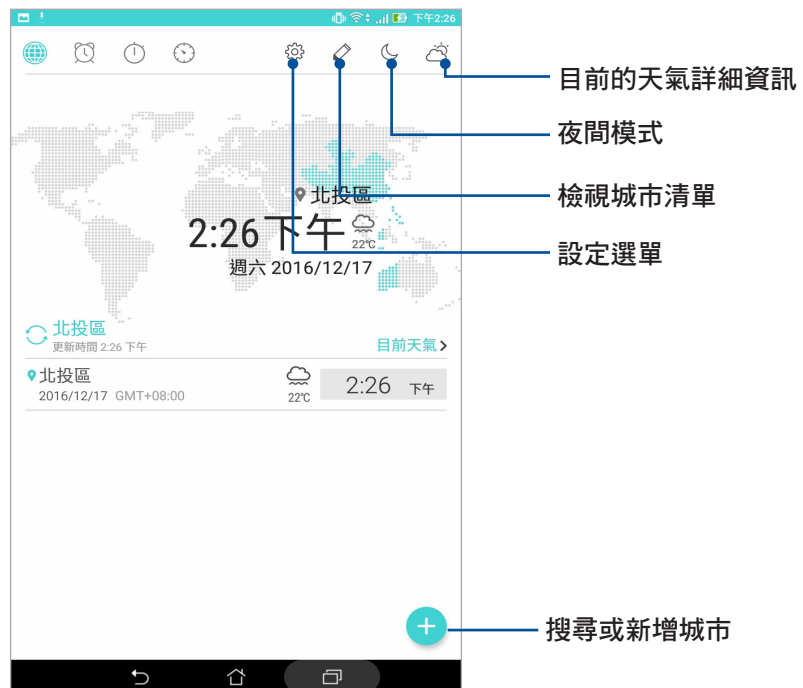 下午2:26
目前的天氣詳細資訊
夜間模式
檢視城市清單
設定選單
北投區
2:26 下午
22℃
週六 2016/12/17
北投區
更新時間 2:26 下午
目前天氣
北投區
2016/12/17 GMT+08:00
22℃
2:26 下午
搜尋或新增城市